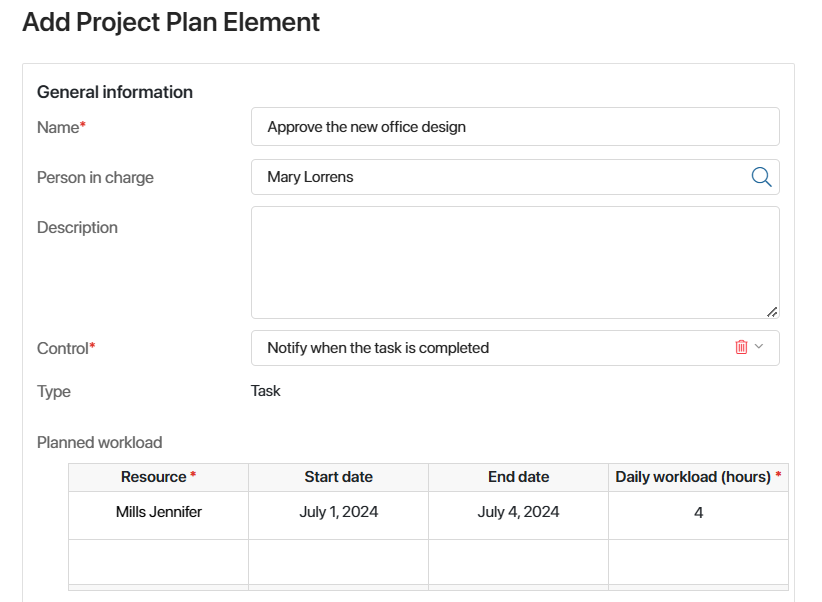 Add Project Plan Element
General information
Name* Approve the new office design
Person in charge Mary Lorrens
Description
Control* Notify when the task is completed
Type Task
Planned workload
Resource * Start date End date Daily workload (hours) *
Mills Jennifer July 1, 2024 July 4, 2024 4